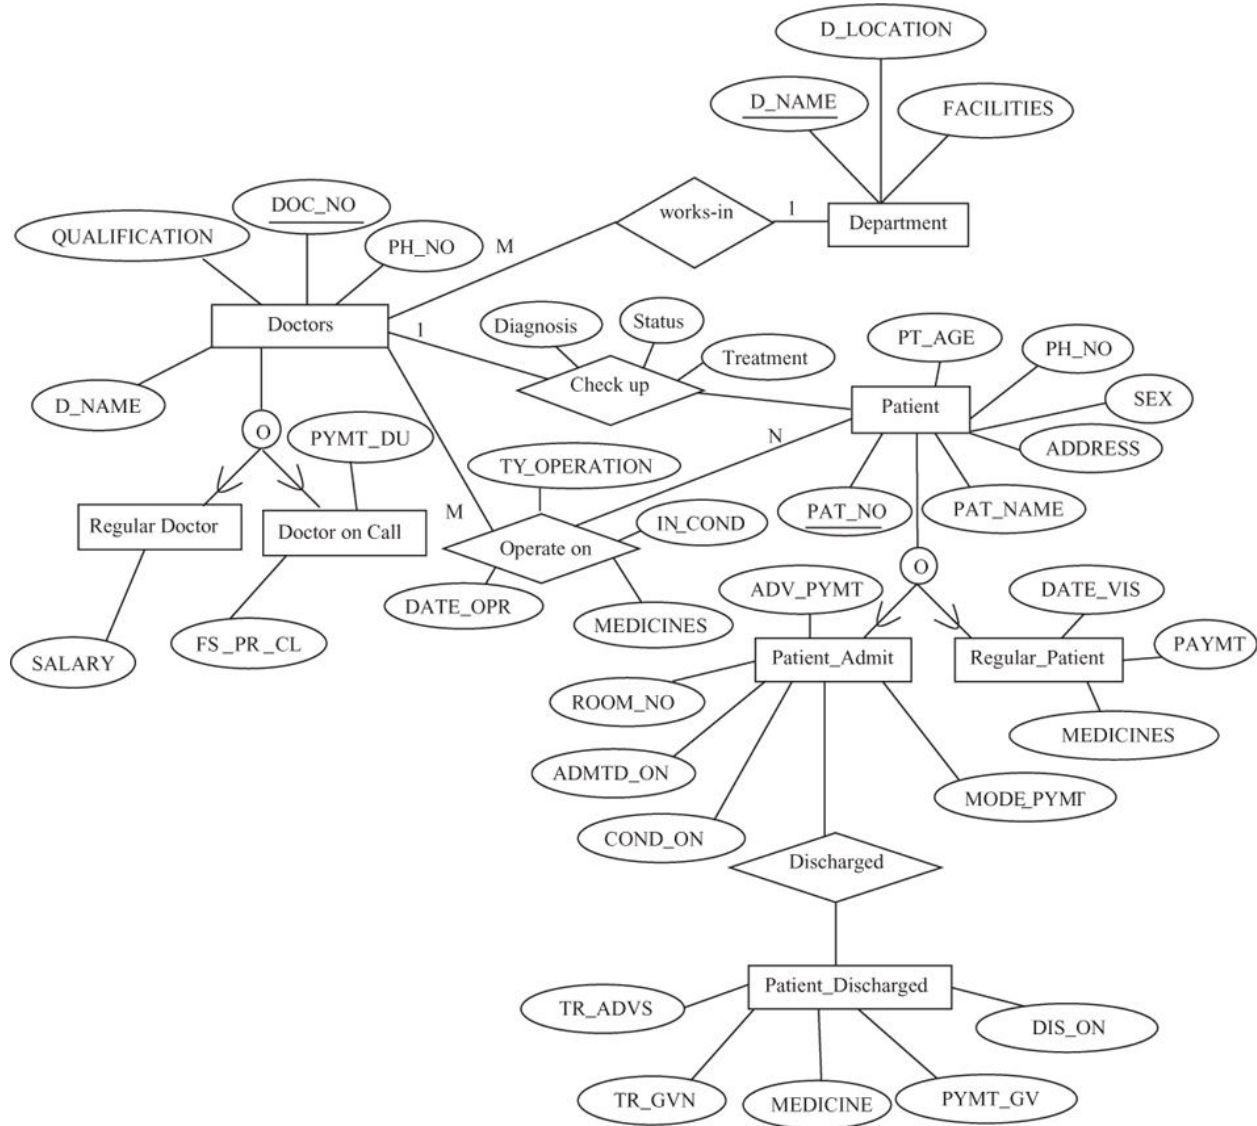 D_LOCATION
D_NAME
FACILITIES
DOC_NO
works-in
1
Department
QUALIFICATION
PH_NO
M
Doctors
1
Diagnosis
Status
Treatment
PT_AGE
PH_NO
Check up
Patient
SEX
D_NAME
O
PYMT_DU
N
ADDRESS
TY_OPERATION
PAT_NO
PAT_NAME
Regular Doctor
Doctor on Call
M
IN_COND
Operate on
O
DATE_OPR
MEDICINES
ADV_PYMT
DATE_VIS
SALARY
FS_PR_CL
Patient_Admit
Regular_Patient
PAYMT
ROOM_NO
MEDICINES
ADMTD_ON
MODE_PYMT
COND_ON
Discharged
Patient_Discharged
TR_ADVS
DIS_ON
TR_GVN
MEDICINE
PYMT_GV